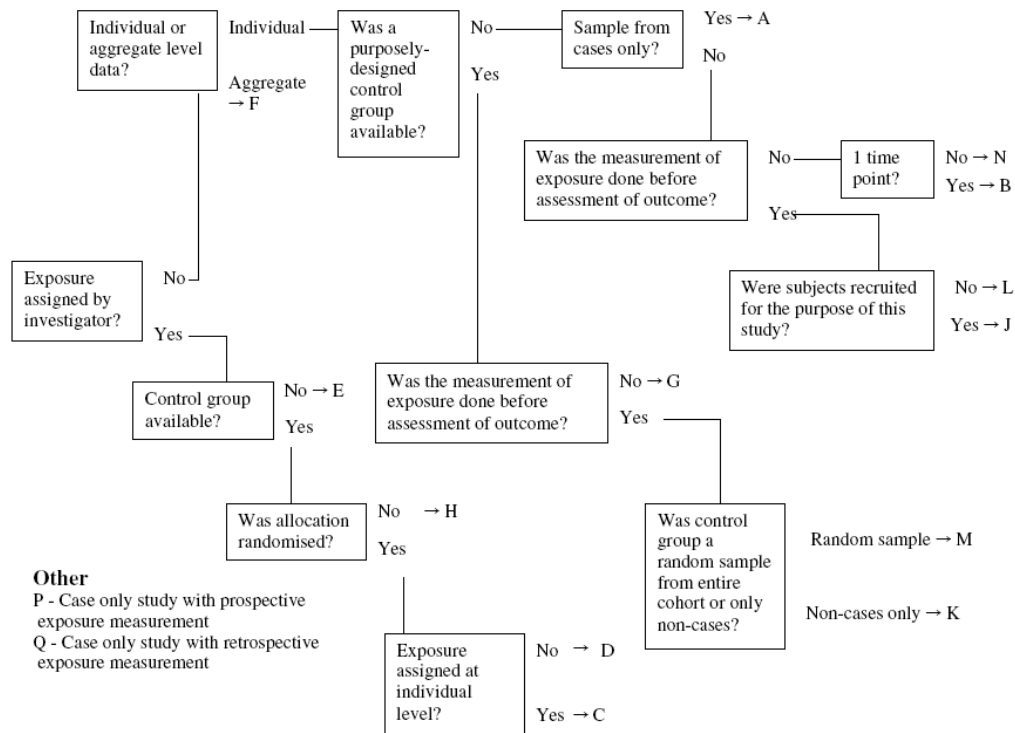 Individual or
aggregate level
data?
Individual
Aggregate
→ F
Was a
purposely-
designed
control
group
available?
No
Yes
Sample from
cases only?
Yes → A
No
Was the measurement of
exposure done before
assessment of outcome?
No
Yes
1 time
point?
No → N
Yes → B
Were subjects recruited
for the purpose of this
study?
No → L
Yes → J
Exposure
assigned by
investigator?
No
Yes
Control group
available?
No → E
Yes
Was the measurement of
exposure done before
assessment of outcome?
No → G
Yes
Was allocation
randomised?
No → H
Yes
Was control
group a
random sample
from entire
cohort or only
non-cases?
Random sample → M
Non-cases only → K
Other
P - Case only study with prospective
exposure measurement
Q - Case only study with retrospective
exposure measurement
Exposure
assigned at
individual
level?
No → D
Yes → C